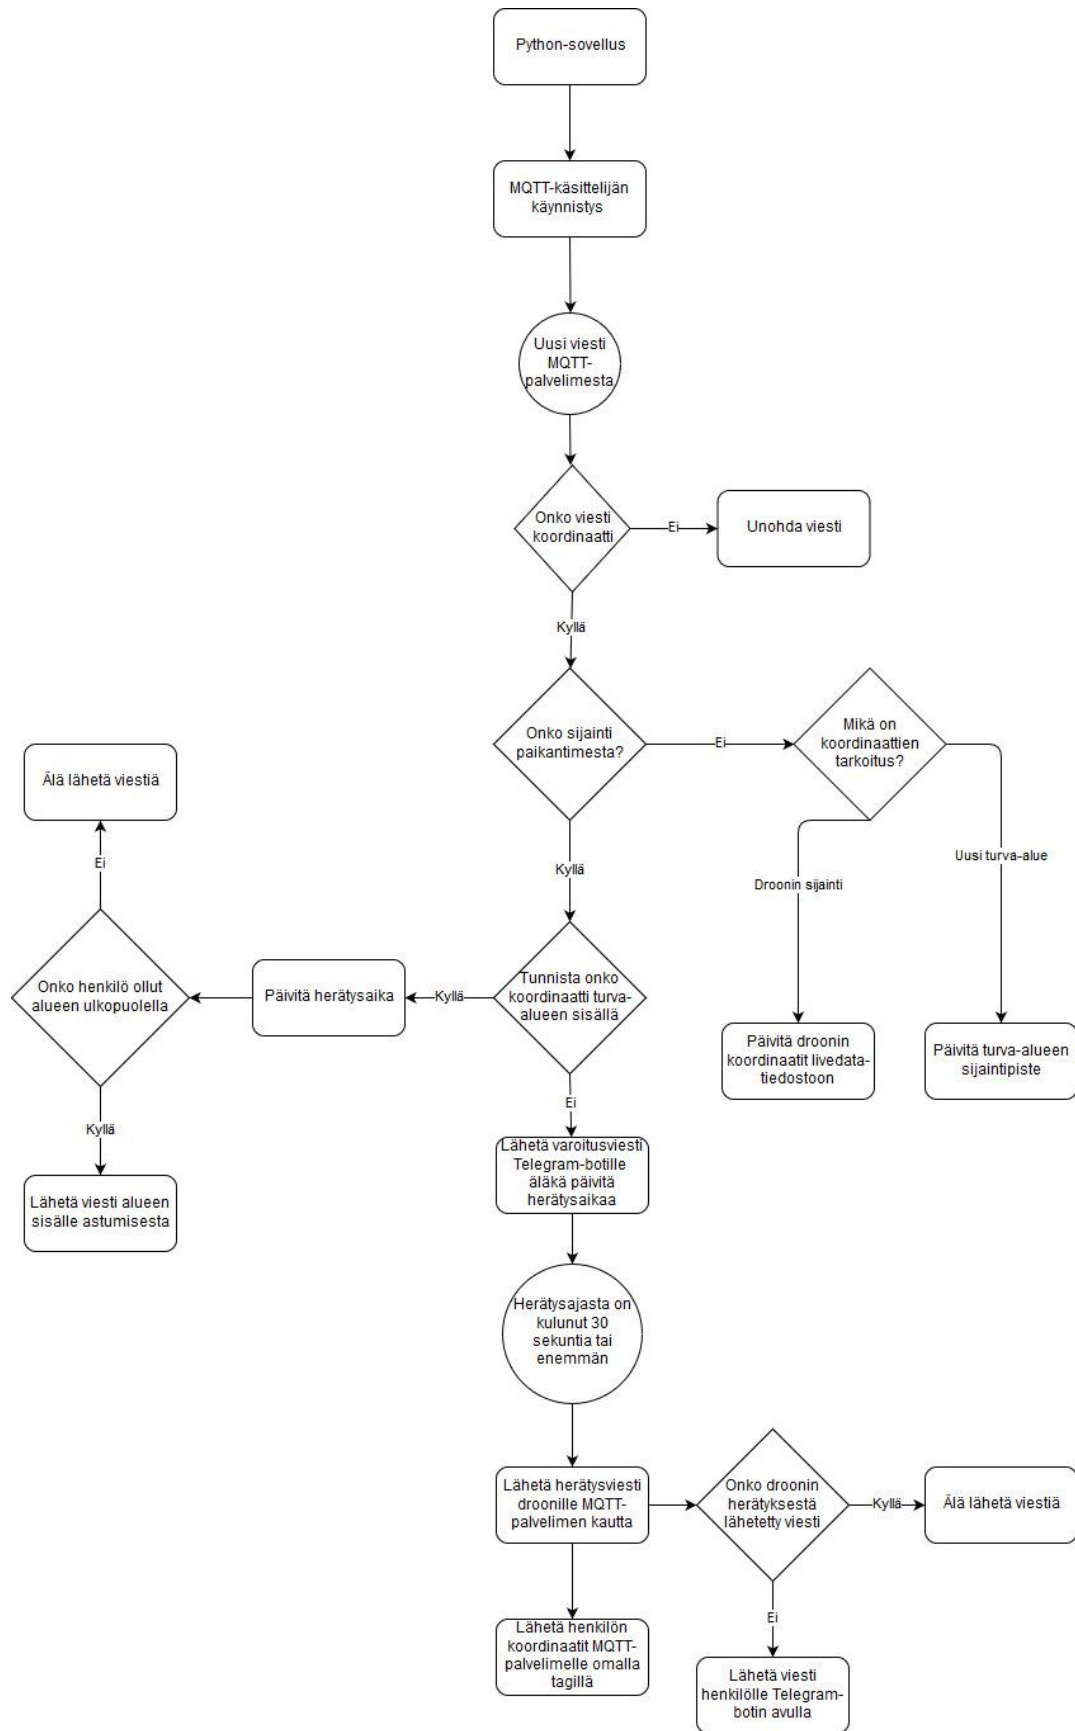 Python-sovellus
MQTT-käsittelijän
käynnistys
Uusi viesti
MQTT-
palvelimesta
Onko viesti
koordinaatti
Ei
Unohda viesti
Kyllä
Onko sijainti
paikantimesta?
Ei
Mikä on
koordinaattien
tarkoitus?
Droonin sijainti
Uusi turva-alue
Päivitä droonin
koordinaatit livedata-
tiedostoon
Päivitä turva-alueen
sijaintipiste
Kyllä
Tunnista onko
koordinaatti turva-
alueen sisällä
Kyllä
Päivitä herätysaika
Onko henkilö ollut
alueen ulkopuolella
Ei
Älä lähetä viestiä
Kyllä
Lähetä viesti alueen
sisälle astumisesta
Ei
Lähetä varoitusviesti
Telegram-botille
äläkä päivitä
herätysaikaa
Herätysajasta on
kulunut 30
sekuntia tai
enemmän
Lähetä herätysviesti
droonille MQTT-
palvelimen kautta
Onko droonin
herätyksestä
lähetetty viesti
Kyllä
Älä lähetä viestiä
Ei
Lähetä viesti
henkilölle Telegram-
botin avulla
Lähetä henkilön
koordinaatit MQTT-
palvelimelle omalla
tagillä